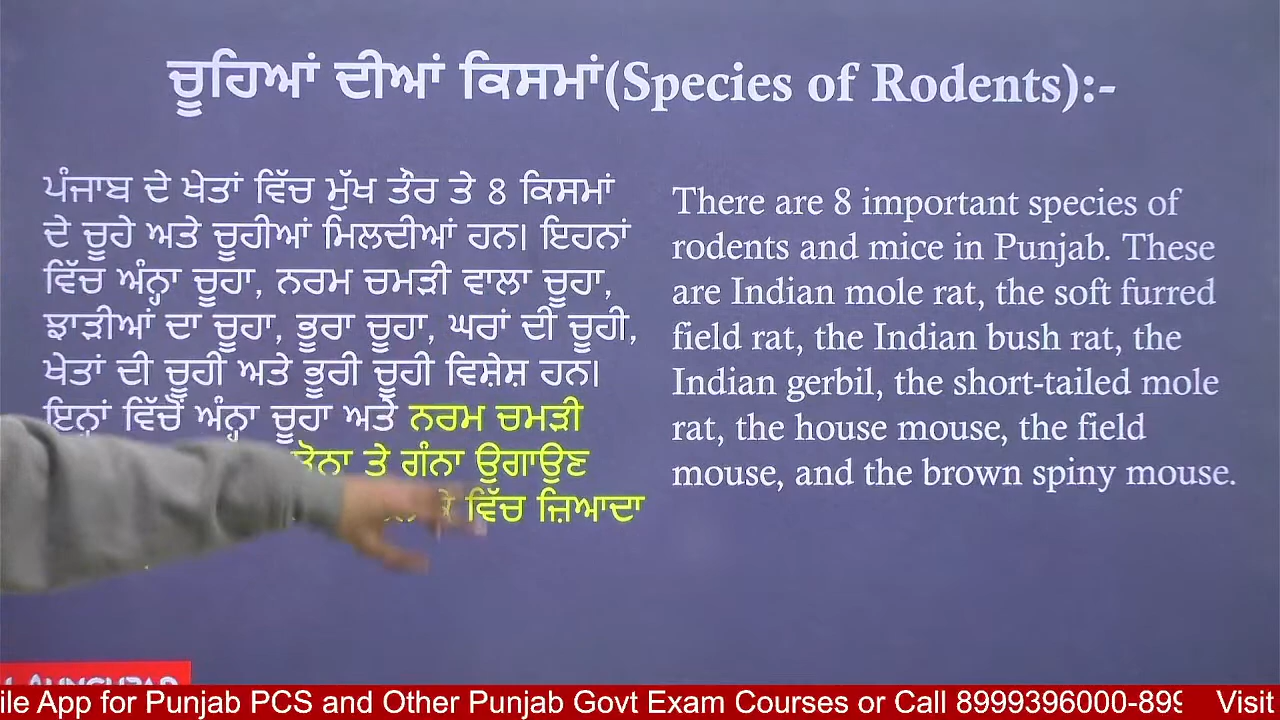 ਚੂਹਿਆਂ ਦੀਆਂ ਕਿਸਮਾਂ(Species of Rodents):-
ਪੰਜਾਬ ਦੇ ਖੇਤਾਂ ਵਿੱਚ ਮੁੱਖ ਤੌਰ ਤੇ 8 ਕਿਸਮਾਂ
ਦੇ ਚੂਹੇ ਅਤੇ ਚੂਹੀਆਂ ਮਿਲਦੀਆਂ ਹਨ। ਇਹਨਾਂ
ਵਿੱਚ ਅੰਨ੍ਹਾ ਚੂਹਾ, ਨਰਮ ਚਮੜੀ ਵਾਲਾ ਚੂਹਾ,
ਝਾੜੀਆਂ ਦਾ ਚੂਹਾ, ਭੂਰਾ ਚੂਹਾ, ਘਰਾਂ ਦੀ ਚੂਹੀ,
ਖੇਤਾਂ ਦੀ ਚੂਹੀ ਅਤੇ ਭੂਰੀ ਚੂਹੀ ਵਿਸ਼ੇਸ਼ ਹਨ।
ਇਨ੍ਹਾਂ ਵਿੱਚੋਂ ਅੰਨ੍ਹਾ ਚੂਹਾ ਅਤੇ ਨਰਮ ਚਮੜੀ
ਤੇ ਗੰਨਾ ਉਗਾਉਣ
ਵਿੱਚ ਜ਼ਿਆਦਾ
There are 8 important species of
rodents and mice in Punjab. These
are Indian mole rat, the soft furred
field rat, the Indian bush rat, the
Indian gerbil, the short-tailed mole
rat, the house mouse, the field
mouse, and the brown spiny mouse.
App for Punjab PCS and Other Punjab Govt Exam Courses or Call 8999396000- Visit